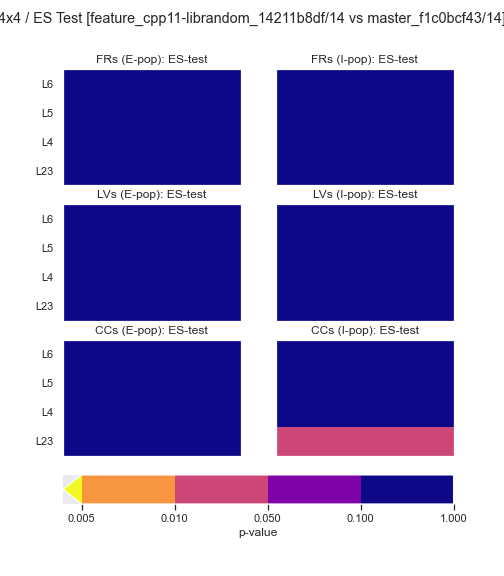 4x4 / ES Test [feature_cpp11-librandom_14211b8df/14 vs master_f1c0bcf43/14]
FRs (E-pop): ES-test
FRs (I-pop): ES-test
L6
L5
L4
L23
LVs (E-pop): ES-test
LVs (I-pop): ES-test
L6
L5
L4
L23
CCs (E-pop): ES-test
CCs (I-pop): ES-test
L6
L5
L4
L23
0.005
0.010
0.050
0.100
1.000
p-value